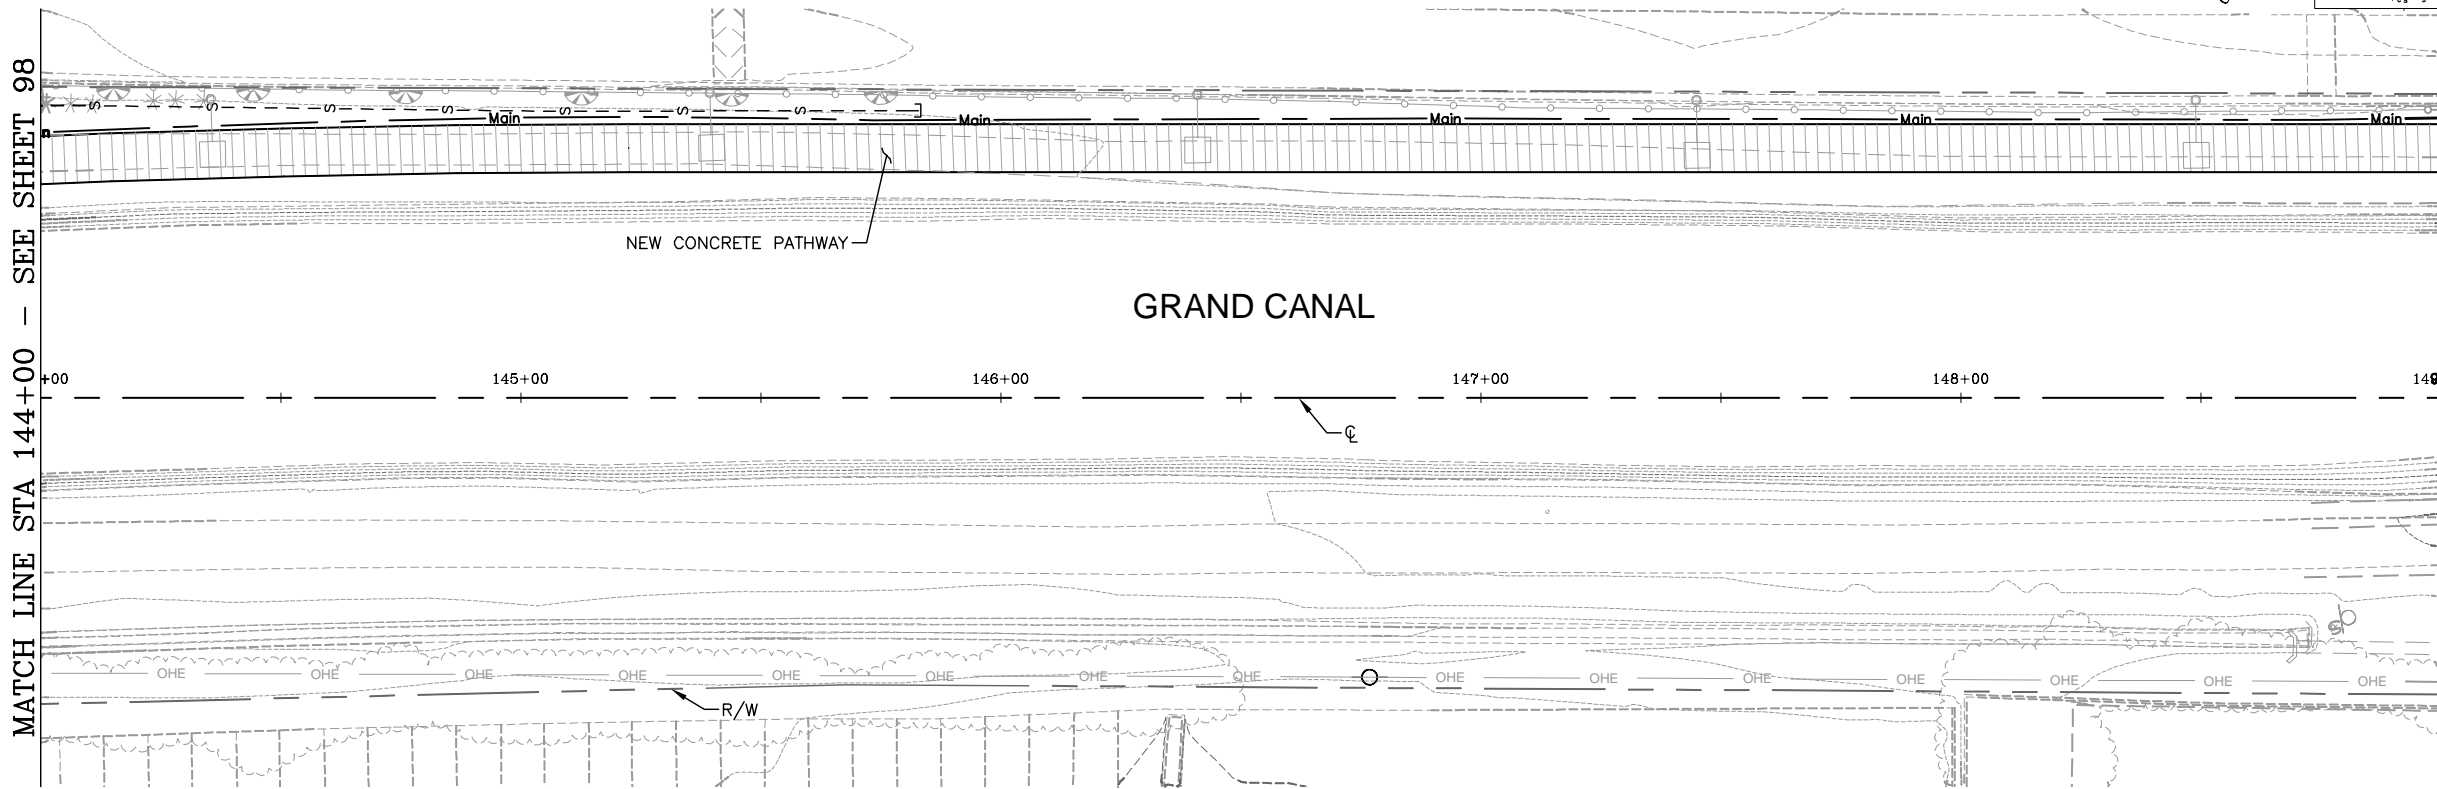 MATCH LINE STA 144+00 – SEE SHEET 98
S S S S S S S
n Main Main Main Main Main
NEW CONCRETE PATHWAY
GRAND CANAL
+00 145+00 146+00 147+00 148+00
℄
OHE OHE OHE OHE OHE OHE OHE OHE OHE OHE OHE OHE OHE OHE OHE
R/W